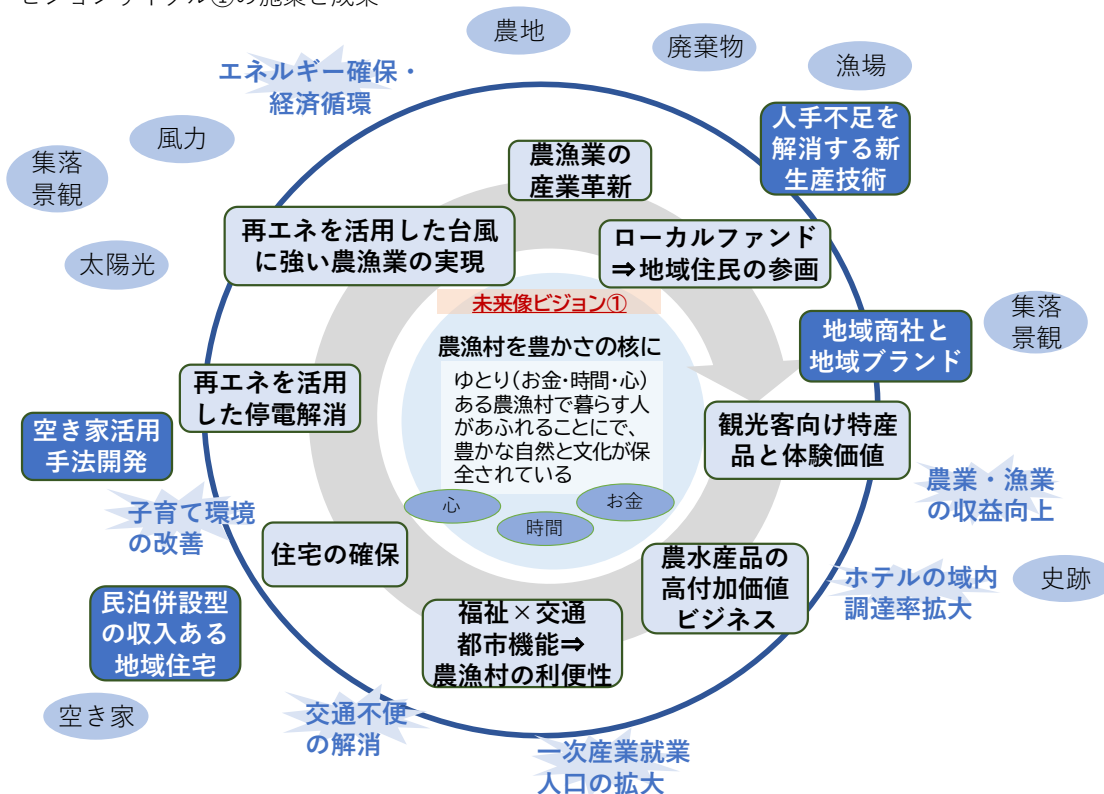 ビジョンサイクル①の施策と成果
農地
廃棄物
漁場
エネルギー確保・
経済循環
風力
集落
景観
太陽光
人手不足を
解消する新
生産技術
農漁業の
産業革新
再エネを活用した台風
に強い農漁業の実現
ローカルファンド
⇒地域住民の参画
未来像ビジョン①
農漁村を豊かさの核に
ゆとり(お金・時間・心)
ある農漁村で暮らす人
があふれることにで、
豊かな自然と文化が保
全されている
心
時間
お金
集落
景観
地域商社と
地域ブランド
再エネを活用
した停電解消
観光客向け特産
品と体験価値
空き家活用
手法開発
農業・漁業
の収益向上
子育て環境
の改善
住宅の確保
農水産品の
高付加価値
ビジネス
ホテルの域内
調達率拡大
史跡
民泊併設型
の収入ある
地域住宅
福祉×交通
都市機能⇒
農漁村の利便性
空き家
交通不便
の解消
一次産業就業
人口の拡大